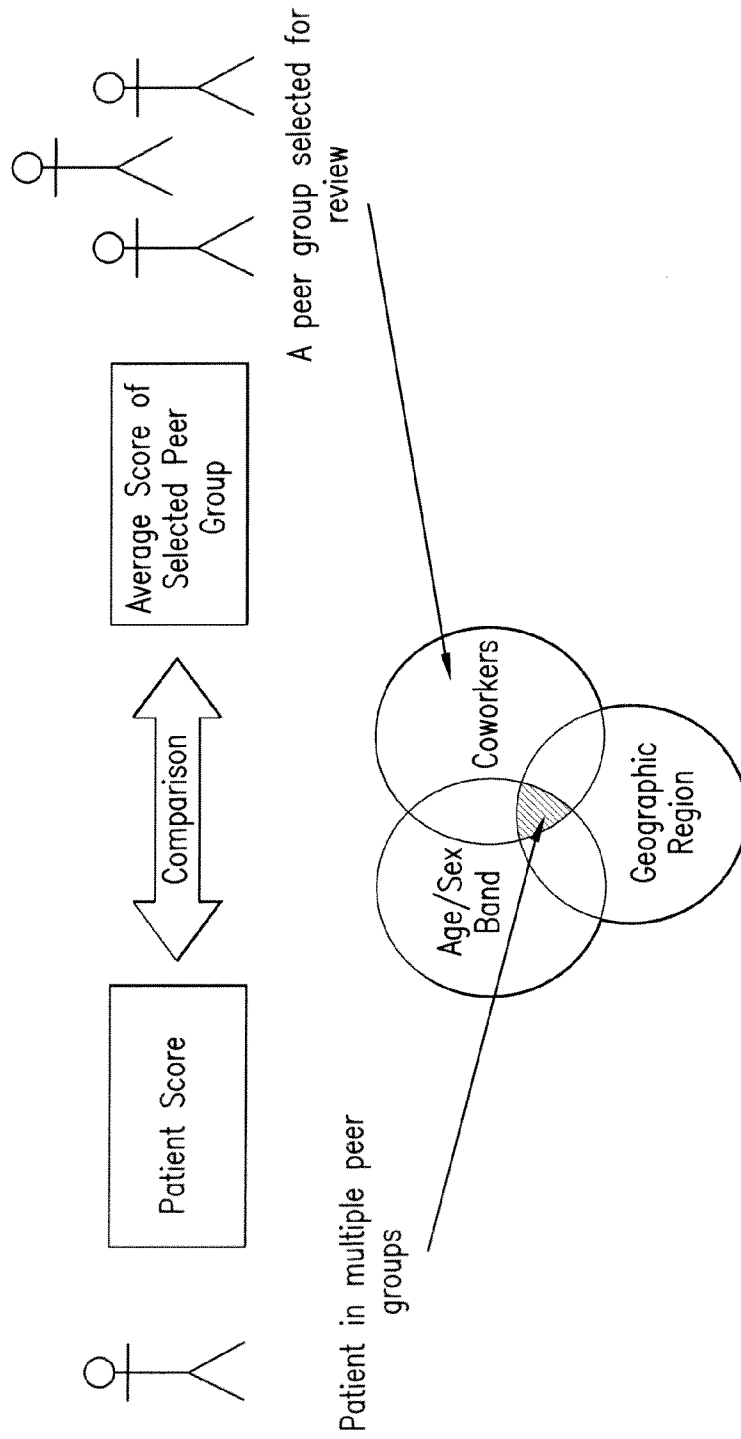 Patient Score
Comparison
Average Score of
Selected Peer
Group
Patient in multiple peer
groups
A peer group selected for
review
Age/Sex
Band
Coworkers
Geographic
Region